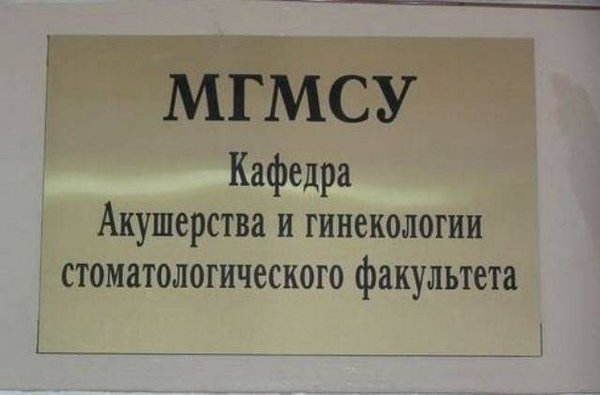 МГМСУ
Кафедра
Акушерства и гинекологии
стоматологического факультета